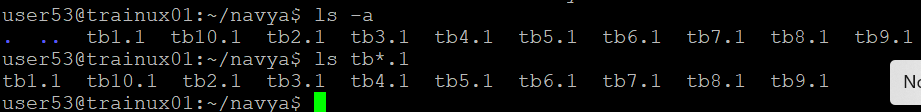 user53@trainux01:~/navya$ ls -a
.  ..  tb1.1  tb10.1  tb2.1  tb3.1  tb4.1  tb5.1  tb6.1  tb7.1  tb8.1  tb9.1
user53@trainux01:~/navya$ ls tb*.1
tb1.1  tb10.1  tb2.1  tb3.1  tb4.1  tb5.1  tb6.1  tb7.1  tb8.1  tb9.1
user53@trainux01:~/navya$